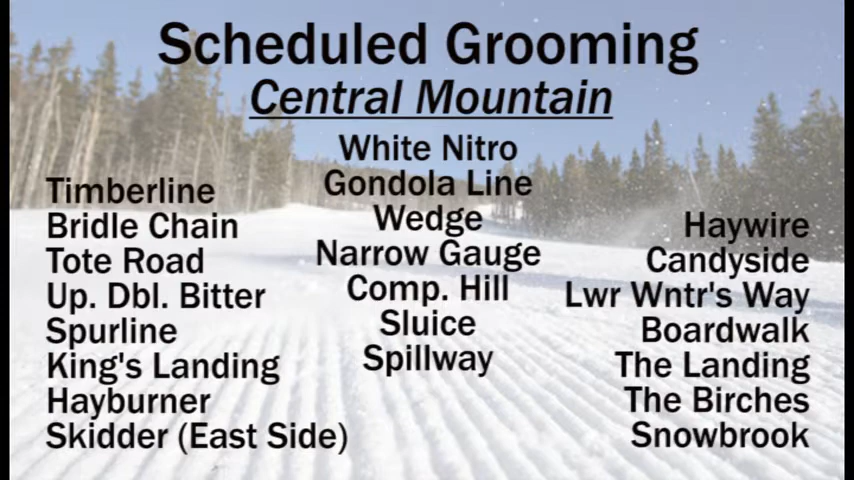 Scheduled Grooming
Central Mountain
Timberline
Bridle Chain
Tote Road
Up. Dbl. Bitter
Spurline
King's Landing
Hayburner
Skidder (East Side)
White Nitro
Gondola Line
Wedge
Narrow Gauge
Comp. Hill
Sluice
Spillway
Haywire
Candyside
Lwr Wntr's Way
Boardwalk
The Landing
The Birches
Snowbrook